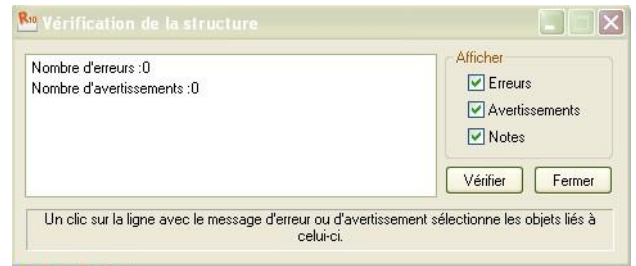 R10 Vérification de la structure
Nombre d'erreurs :0
Nombre d'avertissements :0
Afficher
Erreurs
Avertissements
Notes
Vérifier
Fermer
Un clic sur la ligne avec le message d'erreur ou d'avertissement sélectionne les objets liés à
celui-ci.